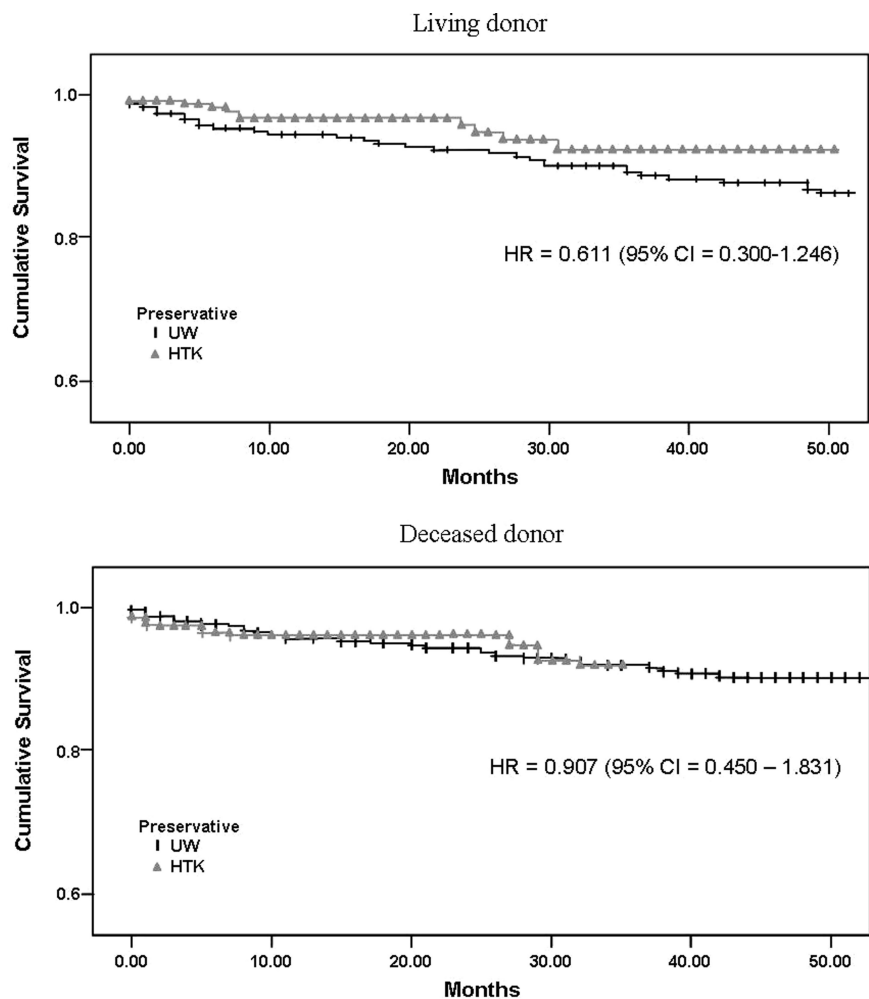 Living donor
Cumulative Survival
1.0
0.8
0.6
HR = 0.611 (95% CI = 0.300-1.246)
Preservative
UW
HTK
0.00 10.00 20.00 30.00 40.00 50.00
Months
Deceased donor
Cumulative Survival
1.0
0.8
0.6
HR = 0.907 (95% CI = 0.450 – 1.831)
Preservative
UW
HTK
0.00 10.00 20.00 30.00 40.00 50.00
Months